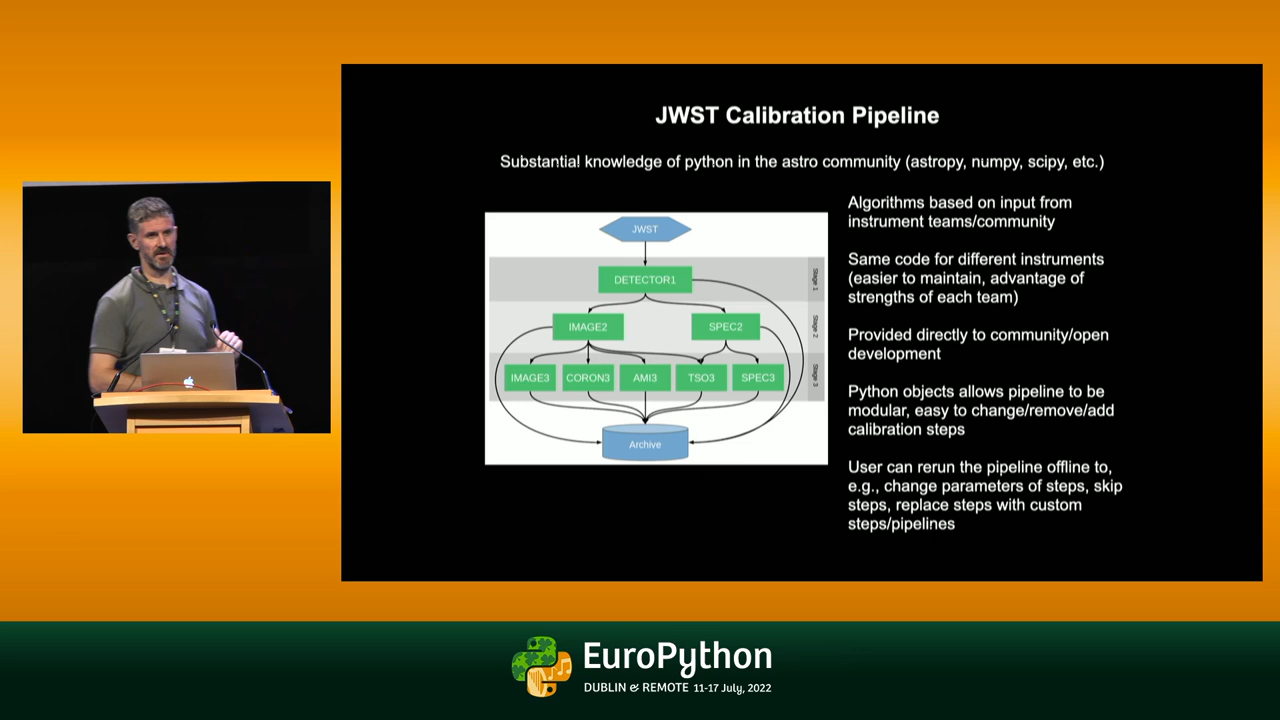 JWST Calibration Pipeline
Substantial knowledge of python in the astro community (astropy, numpy, scipy, etc.)
JWST
DETECTOR1
Stage 1
IMAGE2
SPEC2
Stage 2
IMAGE3
CORON3
AMI3
TSO3
SPEC3
Stage 3
Archive
Algorithms based on input from
instrument teams/community
Same code for different instruments
(easier to maintain, advantage of
strengths of each team)
Provided directly to community/open
development
Python objects allows pipeline to be
modular, easy to change/remove/add
calibration steps
User can rerun the pipeline offline to,
e.g., change parameters of steps, skip
steps, replace steps with custom
steps/pipelines
EuroPython
DUBLIN & REMOTE 11-17 July, 2022